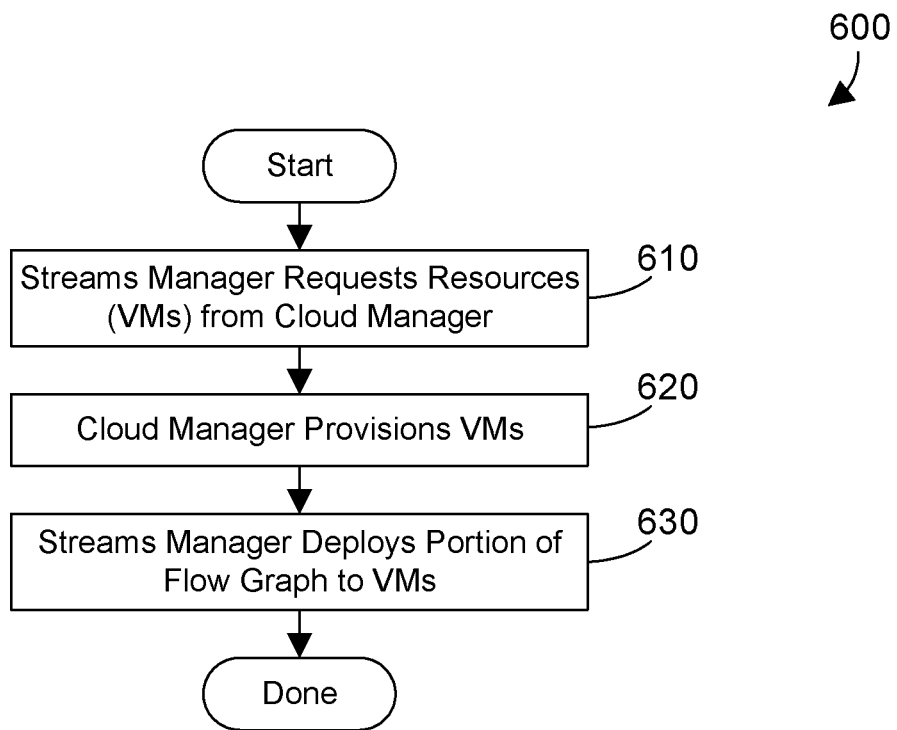 600
Start
Streams Manager Requests Resources
(VMs) from Cloud Manager
610
Cloud Manager Provisions VMs
620
Streams Manager Deploys Portion of
Flow Graph to VMs
630
Done